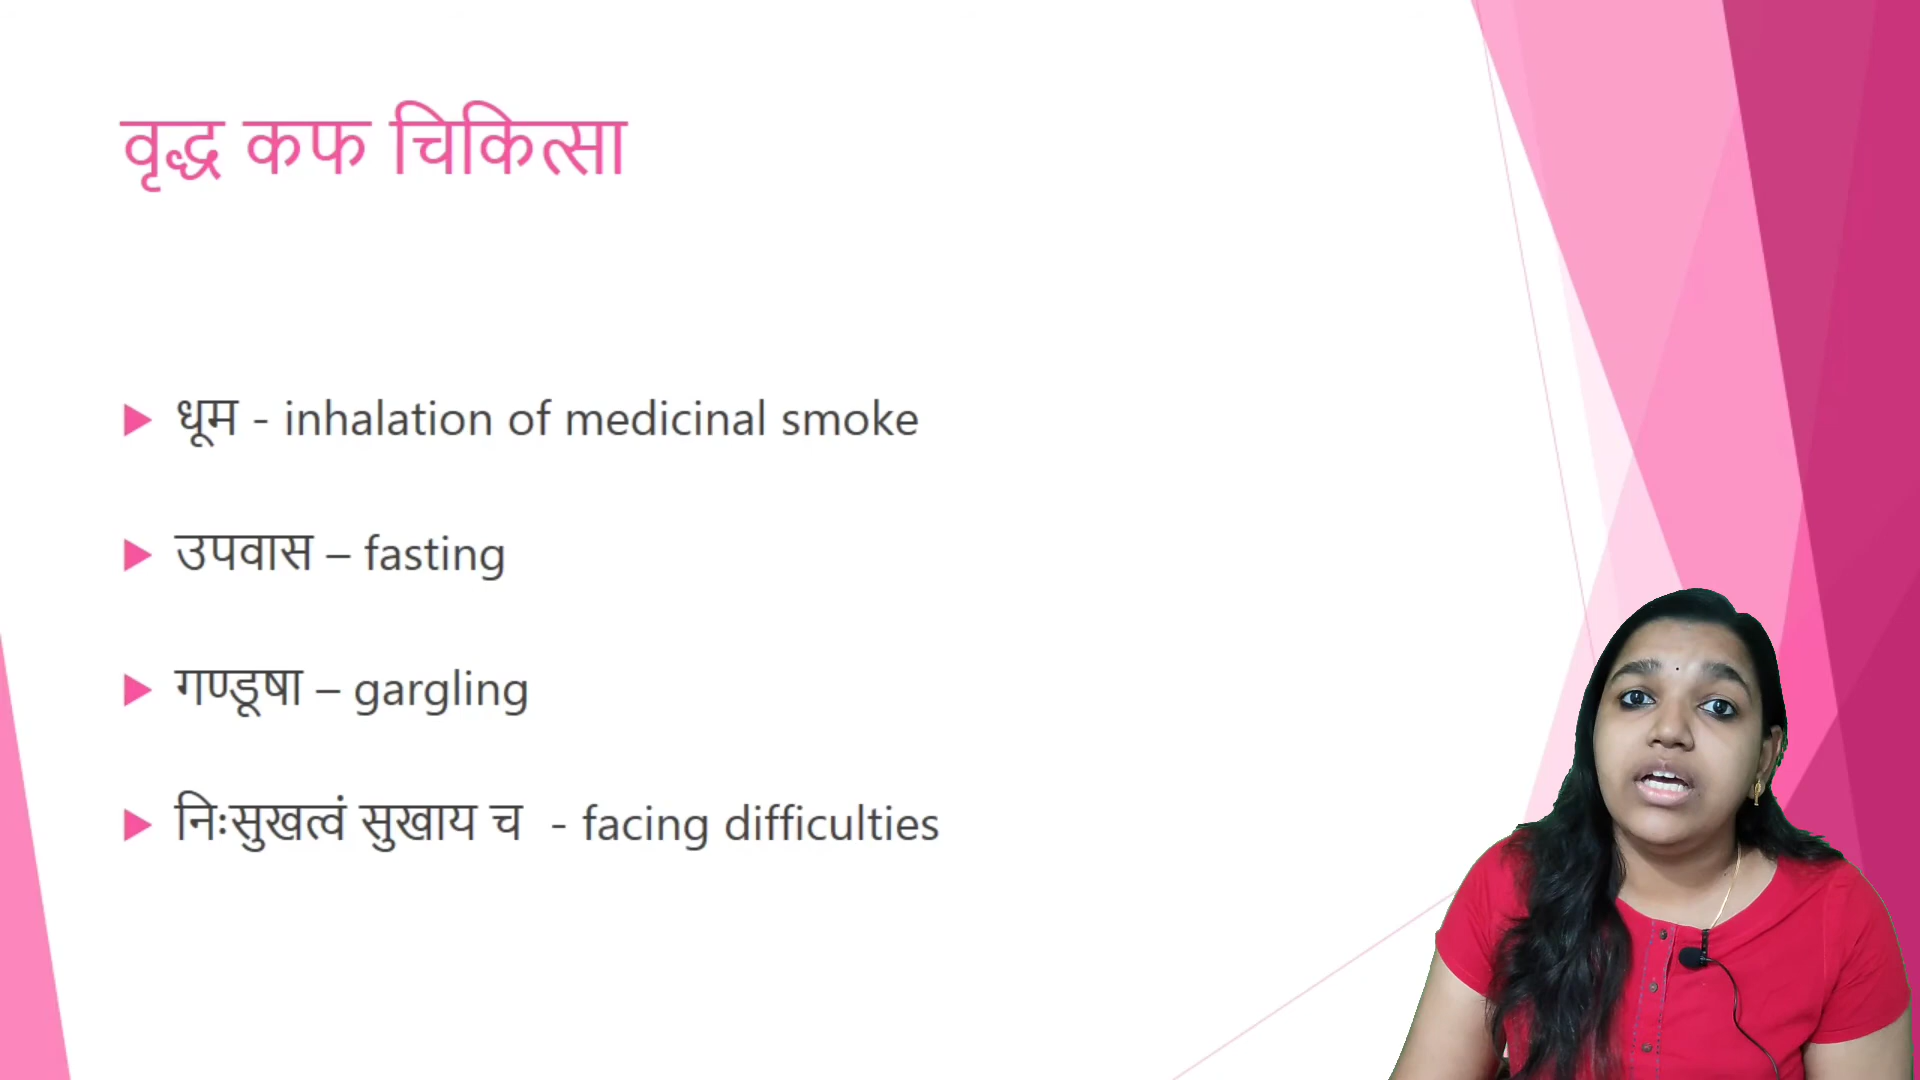 वृद्ध कफ चिकित्सा
धूम - inhalation of medicinal smoke
उपवास – fasting
गण्डूषा – gargling
निःसुखत्वं सुखाय च - facing difficulties